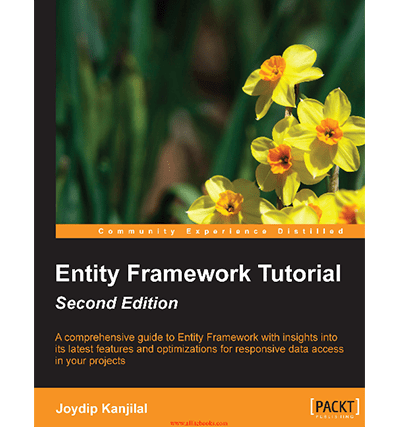 Community Experience Distilled
Entity Framework Tutorial
Second Edition
A comprehensive guide to Entity Framework with insights into
its latest features and optimizations for responsive data access
in your projects
Joydip Kanjilal
[PACKT]
PUBLISHING
www.allitebooks.com